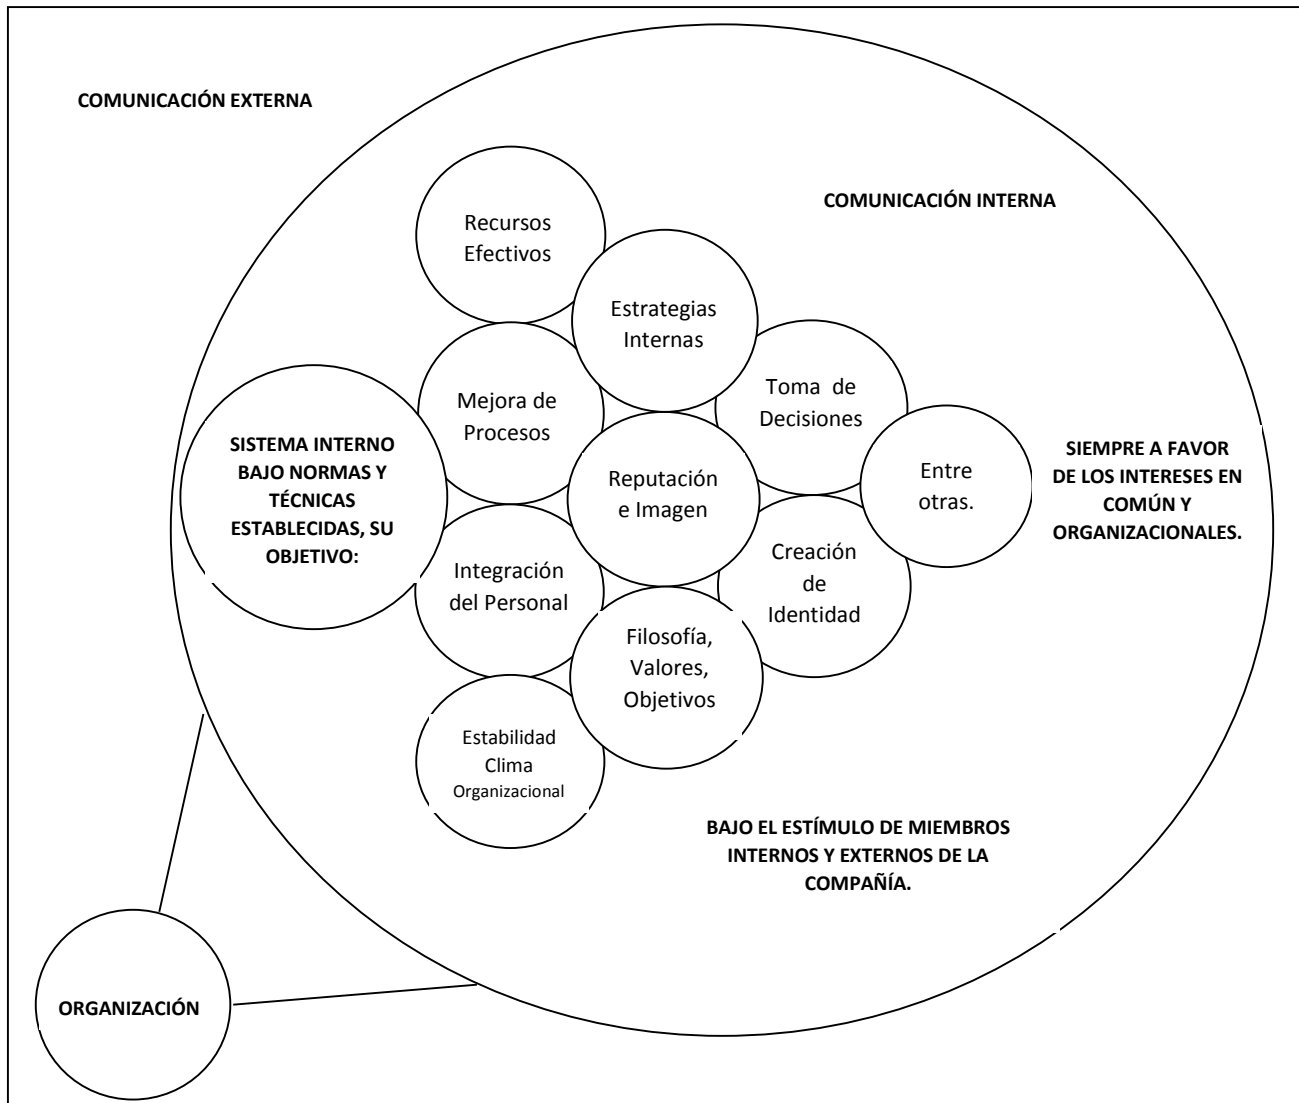 COMUNICACIÓN EXTERNA
COMUNICACIÓN INTERNA
Recursos
Efectivos
Estrategias
Internas
Toma  de
Decisiones
Mejora de
Procesos
SISTEMA INTERNO
BAJO NORMAS Y
TÉCNICAS
ESTABLECIDAS, SU
OBJETIVO:
Reputación
e Imagen
Entre
otras.
SIEMPRE A FAVOR
DE LOS INTERESES EN
COMÚN Y
ORGANIZACIONALES.
Integración
del Personal
Creación
de
Identidad
Filosofía,
Valores,
Objetivos
Estabilidad
Clima
Organizacional
BAJO EL ESTÍMULO DE MIEMBROS
INTERNOS Y EXTERNOS DE LA
COMPAÑÍA.
ORGANIZACIÓN